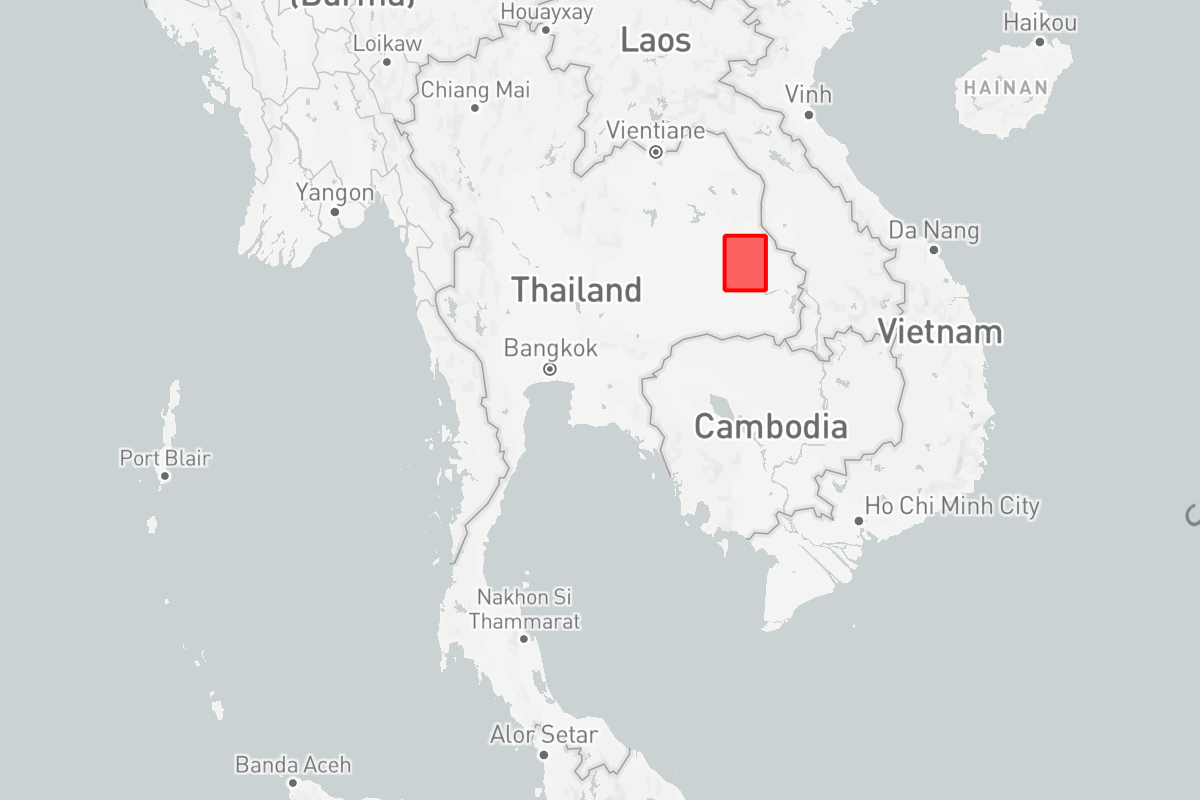 (Burma)
Houayxay
Haikou
Loikaw
Laos
Chiang Mai
HAINAN
Vinh
Vientiane
Yangon
Da Nang
Thailand
Vietnam
Bangkok
Cambodia
Port Blair
Ho Chi Minh City
Nakhon Si
Thammarat
Alor Setar
Banda Aceh